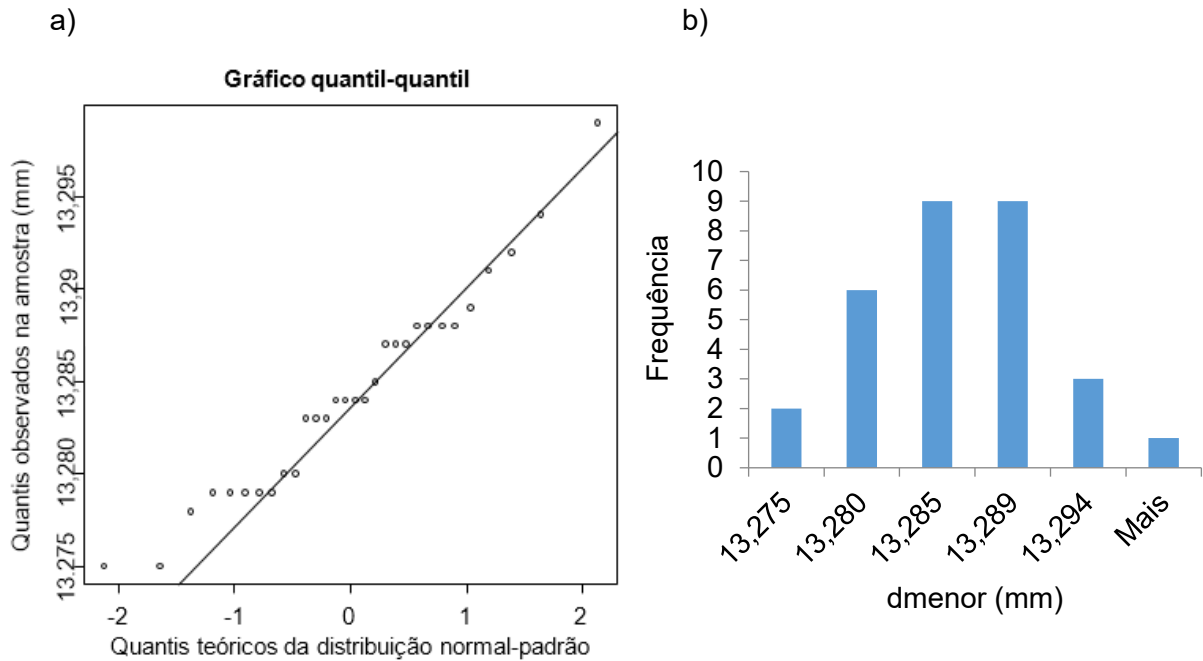 a)
Gráfico quantil-quantil
Quantis observados na amostra (mm)
13,295
13,29
13,285
13,280
13.275
-2 -1 0 1 2
Quantis teóricos da distribuição normal-padrão
b)
Frequência
10
9
8
7
6
5
4
3
2
1
0
13,275 13,280 13,285 13,289 13,294 Mais
dmenor (mm)